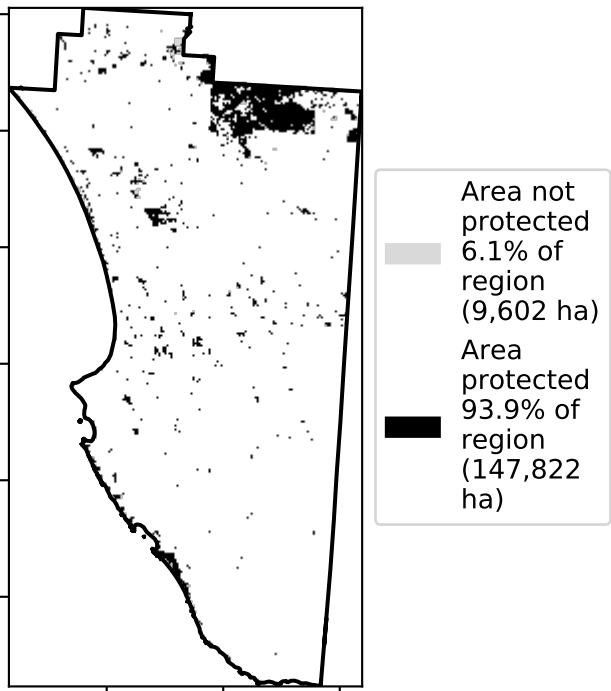 Area not
protected
6.1% of
region
(9,602 ha)
Area
protected
93.9% of
region
(147,822
ha)